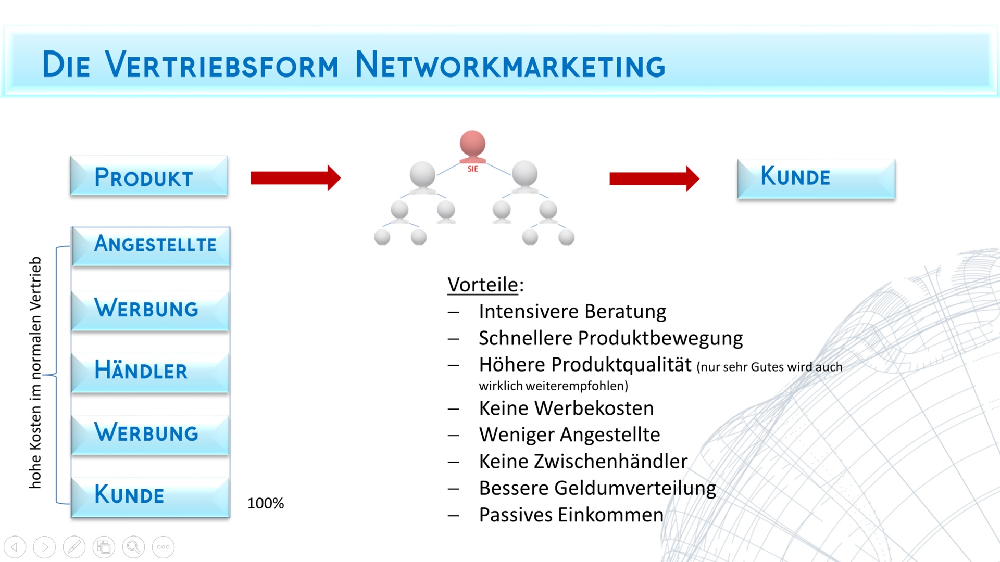 Die Vertriebsform Networkmarketing
Produkt
SIE
Kunde
hohe Kosten im normalen Vertrieb
Angestellte
Werbung
Händler
Werbung
Kunde
100%
Vorteile:
– Intensivere Beratung
– Schnellere Produktbewegung
– Höhere Produktqualität (nur sehr Gutes wird auch
wirklich weiterempfohlen)
– Keine Werbekosten
– Weniger Angestellte
– Keine Zwischenhändler
– Bessere Geldumverteilung
– Passives Einkommen